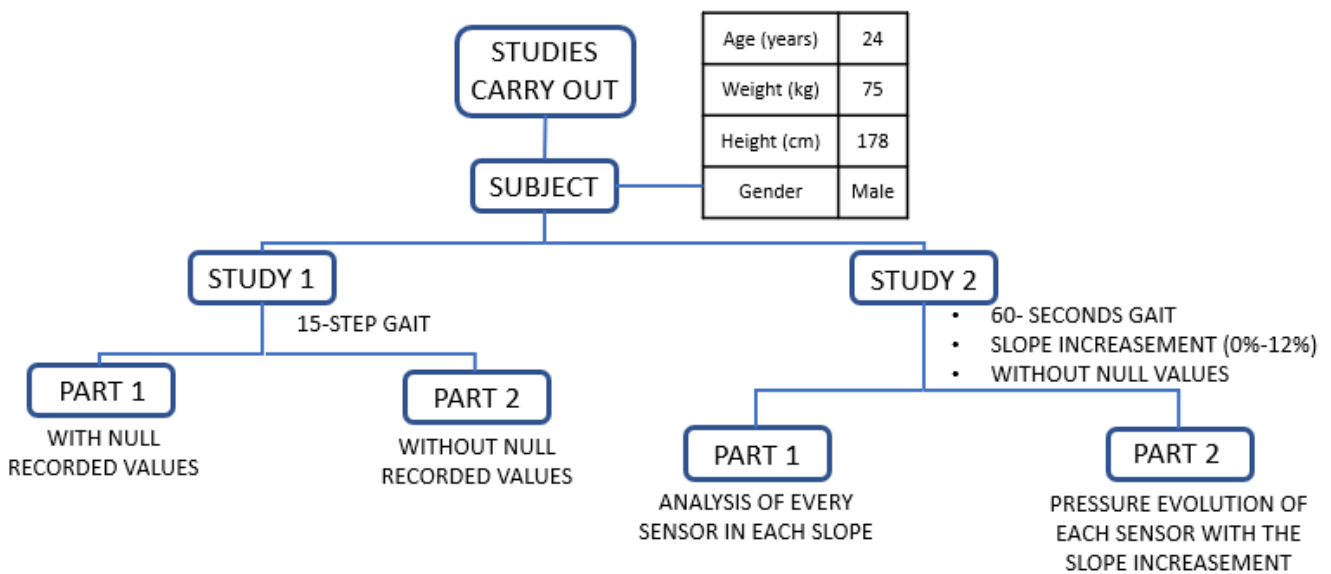 STUDIES
CARRY OUT
Age (years) 24
Weight (kg) 75
Height (cm) 178
Gender Male
SUBJECT
STUDY 1
15-STEP GAIT
PART 1
WITH NULL
RECORDED VALUES
PART 2
WITHOUT NULL
RECORDED VALUES
STUDY 2
• 60- SECONDS GAIT
• SLOPE INCREASEMENT (0%-12%)
• WITHOUT NULL VALUES
PART 1
ANALYSIS OF EVERY
SENSOR IN EACH SLOPE
PART 2
PRESSURE EVOLUTION OF
EACH SENSOR WITH THE
SLOPE INCREASEMENT